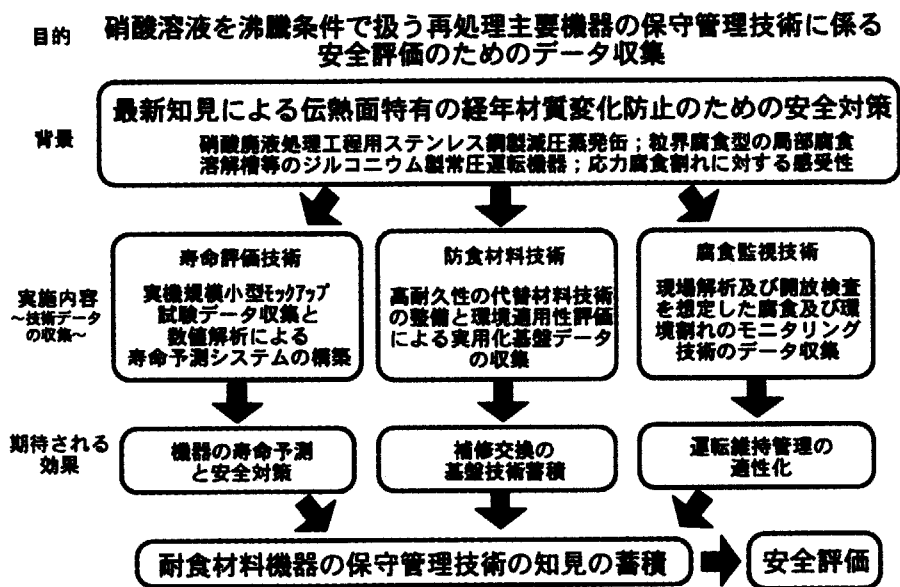 目的
硝酸溶液を沸騰条件で扱う再処理主要機器の保守管理技術に係る
安全評価のためのデータ収集
背景
最新知見による伝熱面特有の経年材質変化防止のための安全対策
硝酸廃液処理工程用ステンレス鋼製減圧蒸発缶；粒界腐食型の局部腐食
溶解槽等のジルコニウム製常圧運転機器；応力腐食割れに対する感受性
実施内容
～技術データ
の収集～
寿命評価技術
実機規模小型モックアップ
試験データ収集と
数値解析による
寿命予測システムの構築
防食材料技術
高耐久性の代替材料技術
の整備と環境適用性評価
による実用化基盤データ
の収集
腐食監視技術
現場解析及び開放検査
を想定した腐食及び環
境割れのモニタリング
技術のデータ収集
期待される
効果
機器の寿命予測
と安全対策
補修交換の
基盤技術蓄積
運転維持管理の
適性化
耐食材料機器の保守管理技術の知見の蓄積
安全評価